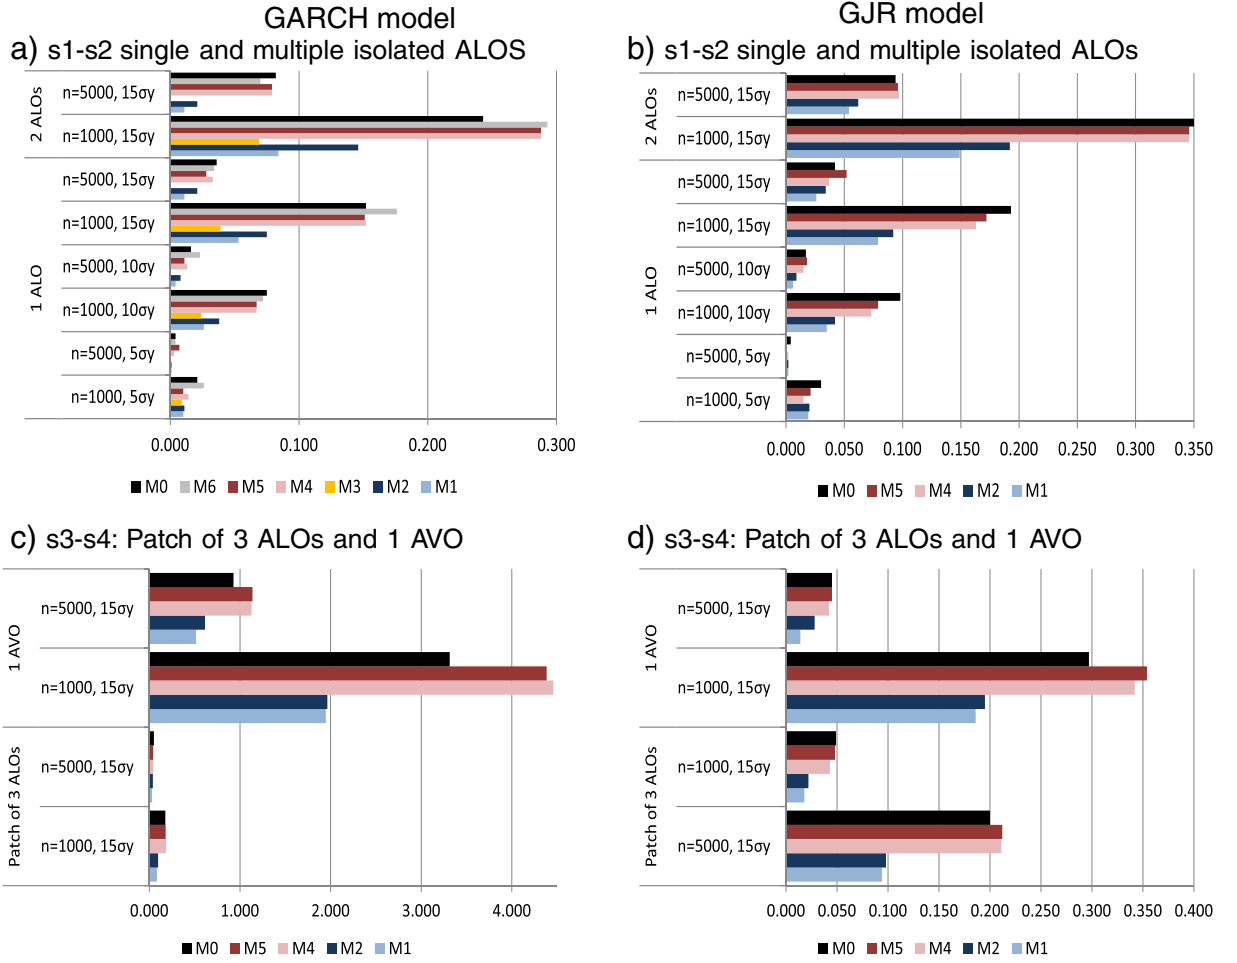 GARCH model
GJR model
a) s1-s2 single and multiple isolated ALOS
2 ALOs
n=5000, 15σy
n=1000, 15σy
1 ALO
n=5000, 15σy
n=1000, 15σy
n=5000, 10σy
n=1000, 10σy
n=5000, 5σy
n=1000, 5σy
0.000 0.100 0.200 0.300
M0 M6 M5 M4 M3 M2 M1
b) s1-s2 single and multiple isolated ALOs
2 ALOs
n=5000, 15σy
n=1000, 15σy
1 ALO
n=5000, 15σy
n=1000, 15σy
n=5000, 10σy
n=1000, 10σy
n=5000, 5σy
n=1000, 5σy
0.000 0.050 0.100 0.150 0.200 0.250 0.300 0.350
M0 M5 M4 M2 M1
c) s3-s4: Patch of 3 ALOs and 1 AVO
1 AVO
n=5000, 15σy
n=1000, 15σy
Patch of 3 ALOs
n=5000, 15σy
n=1000, 15σy
0.000 1.000 2.000 3.000 4.000
M0 M5 M4 M2 M1
d) s3-s4: Patch of 3 ALOs and 1 AVO
1 AVO
n=5000, 15σy
n=1000, 15σy
Patch of 3 ALOs
n=1000, 15σy
n=5000, 15σy
0.000 0.050 0.100 0.150 0.200 0.250 0.300 0.350 0.400
M0 M5 M4 M2 M1